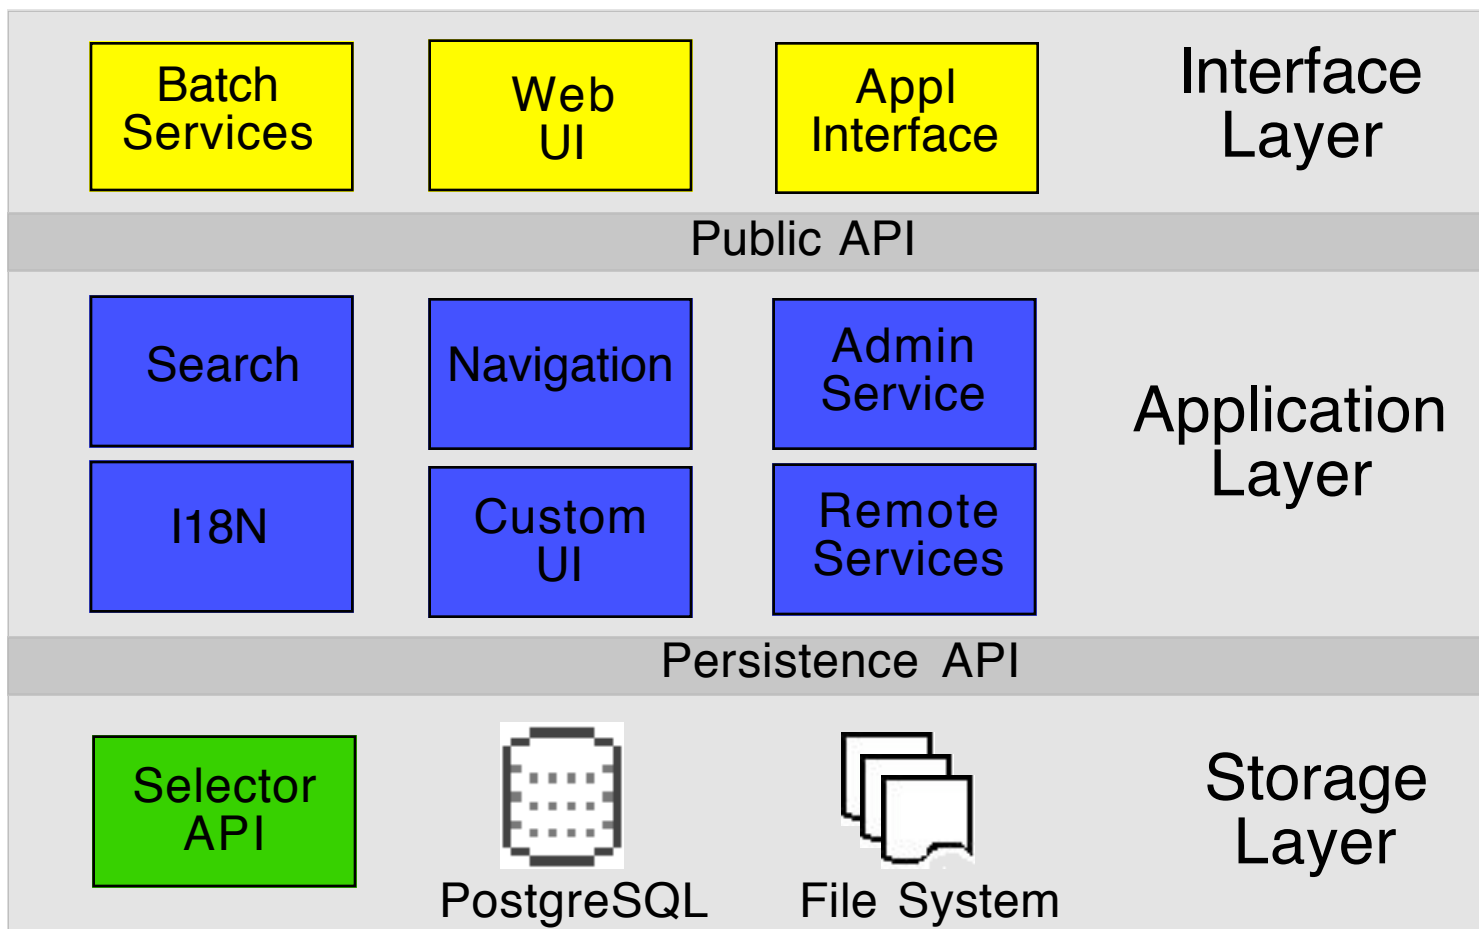 Batch
Services
Web
UI
Appl
Interface
Interface
Layer
Public API
Search
Navigation
Admin
Service
Application
Layer
I18N
Custom
UI
Remote
Services
Persistence API
Selector
API
PostgreSQL
File System
Storage
Layer